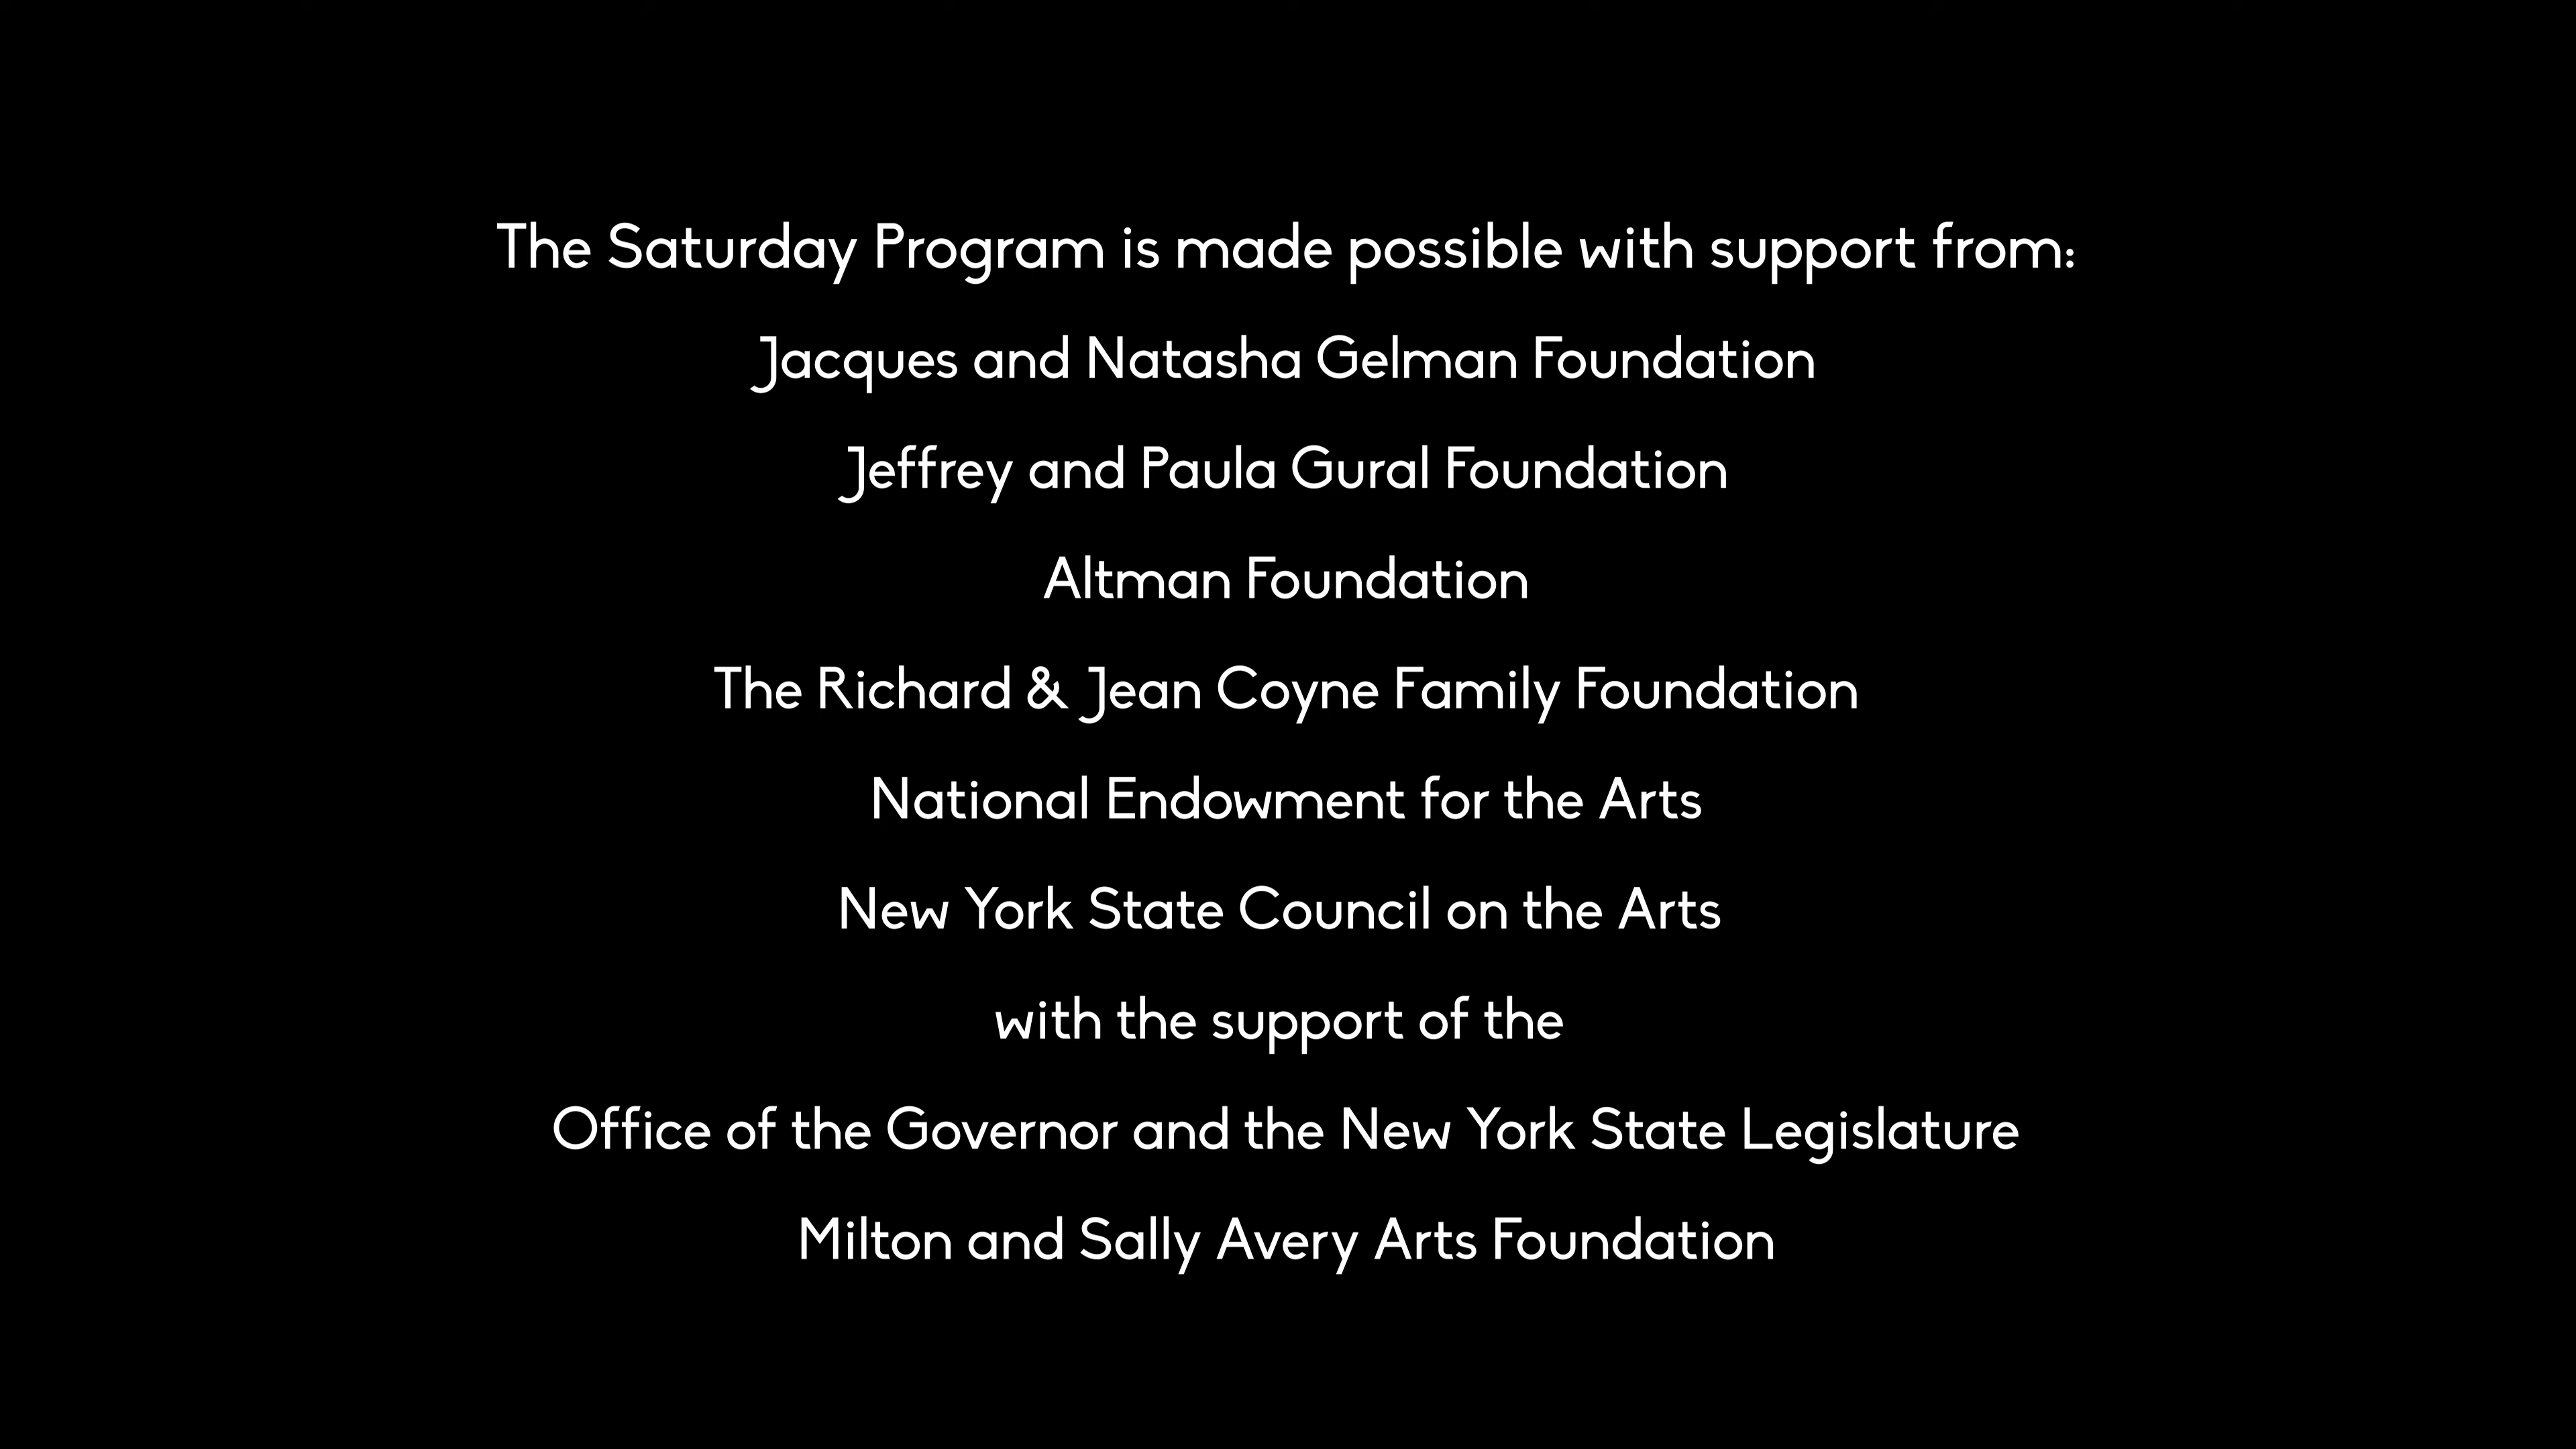 The Saturday Program is made possible with support from:
Jacques and Natasha Gelman Foundation
Jeffrey and Paula Gural Foundation
Altman Foundation
The Richard & Jean Coyne Family Foundation
National Endowment for the Arts
New York State Council on the Arts
with the support of the
Office of the Governor and the New York State Legislature
Milton and Sally Avery Arts Foundation